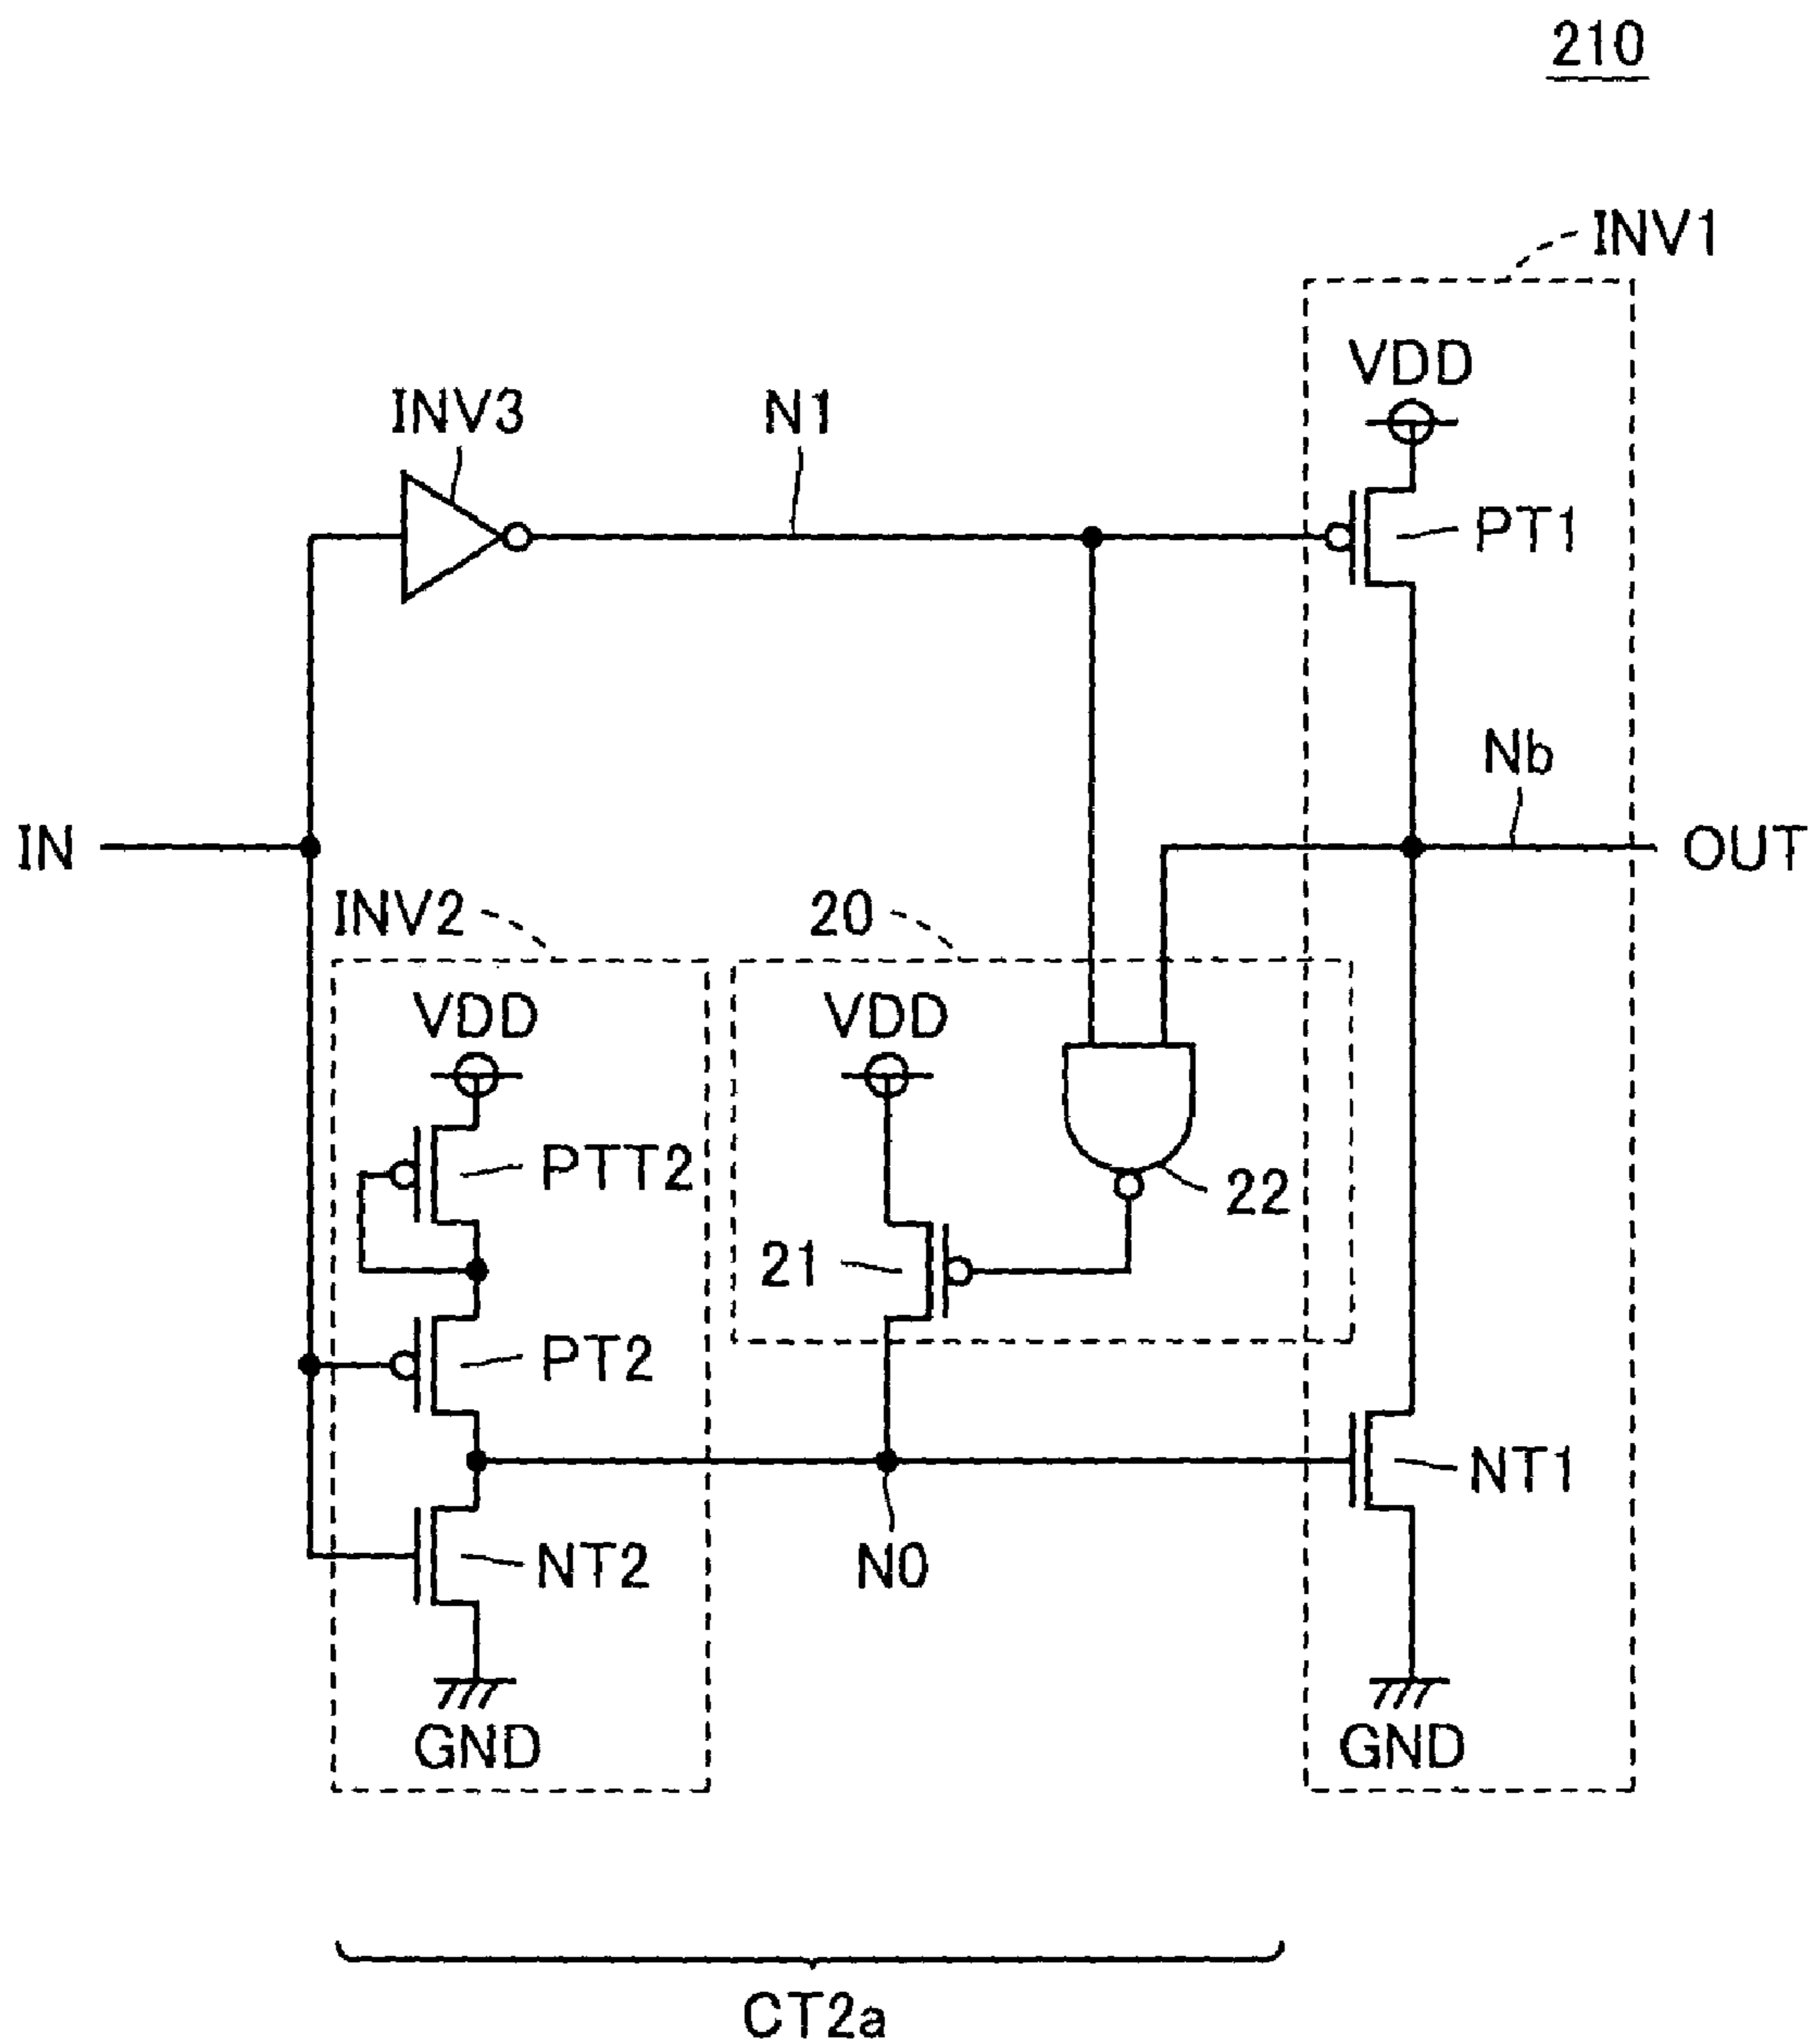 210
INV1
VDD
INV3
N1
PT1
Nb
IN
OUT
INV2
20
VDD
VDD
PTT2
22
21
PT2
NT1
NT2
N0
GND
GND
CT2a